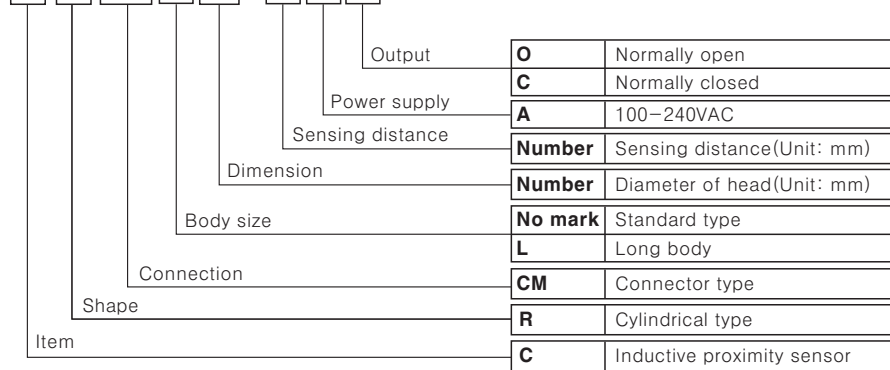 Output
O Normally open
C Normally closed
Power supply
A 100-240VAC
Sensing distance
Number Sensing distance(Unit: mm)
Dimension
Number Diameter of head(Unit: mm)
Body size
No mark Standard type
L Long body
Connection
CM Connector type
Shape
R Cylindrical type
Item
C Inductive proximity sensor